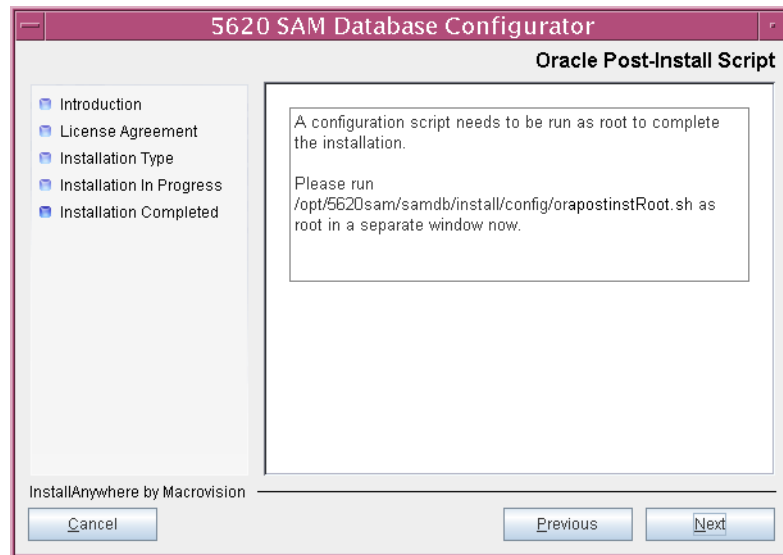 5620 SAM Database Configurator
Oracle Post-Install Script
Introduction
License Agreement
Installation Type
Installation In Progress
Installation Completed
A configuration script needs to be run as root to complete
the installation.
Please run
/opt/5620sam/samdb/install/config/orapostinstRoot.sh as
root in a separate window now.
InstallAnywhere by Macrovision
Cancel
Previous
Next